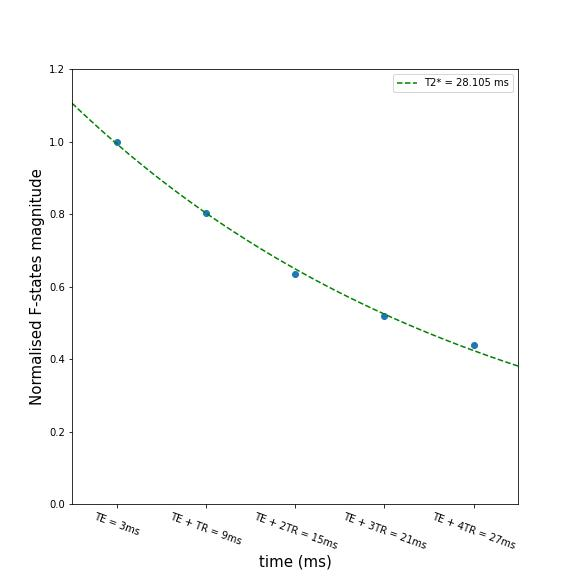 T2* = 28.105 ms
1.2
1.0
0.8
0.6
0.4
0.2
0.0
Normalised F-states magnitude
TE = 3ms
TE + TR = 9ms
TE + 2TR = 15ms
TE + 3TR = 21ms
TE + 4TR = 27ms
time (ms)